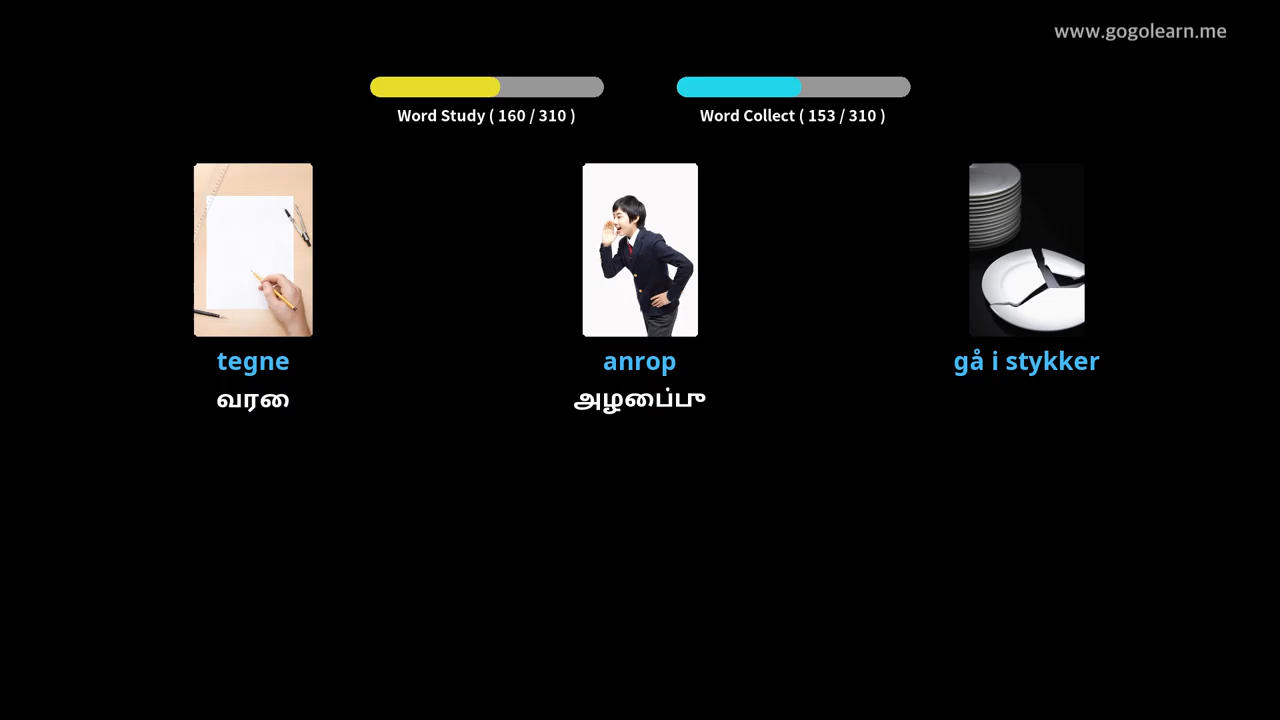 www.gogolearn.me
Word Study ( 160 / 310 )
Word Collect ( 153 / 310 )
tegne
anrop
gå i stykker
வரை
அழைப்பு